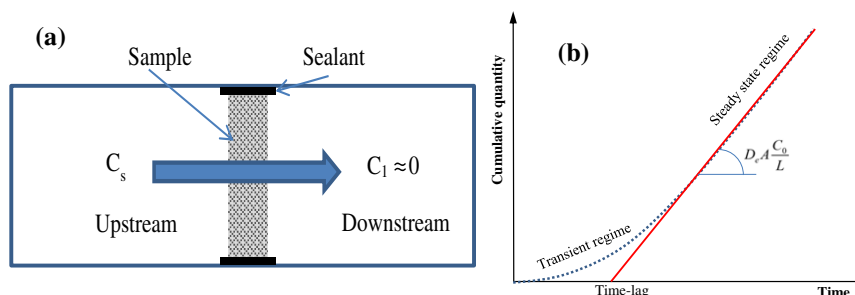 (a)
Sample
Sealant
C_s
C_1 ≈0
Upstream
Downstream
(b)
Cumulative quantity
Steady state regime
D_e A C_0/L
Transient regime
Time-lag
Time